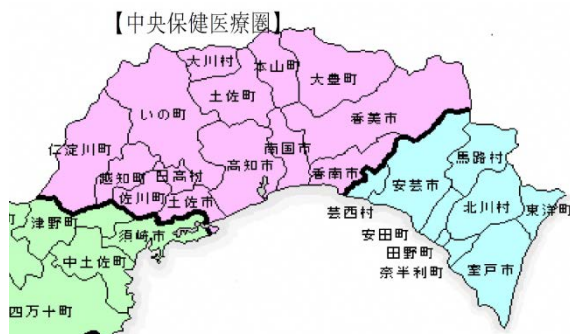 【中央保健医療圏】
大川村
本山町
大豊町
土佐町
いの町
香美市
仁淀川町
南国市
高知市
越知町
日高村
香南市
佐川町
土佐市
馬路村
安芸市
津野町
須崎市
芸西村
北川村
東洋町
安田町
中土佐町
田野町
奈半利町
室戸市
四万十町
町